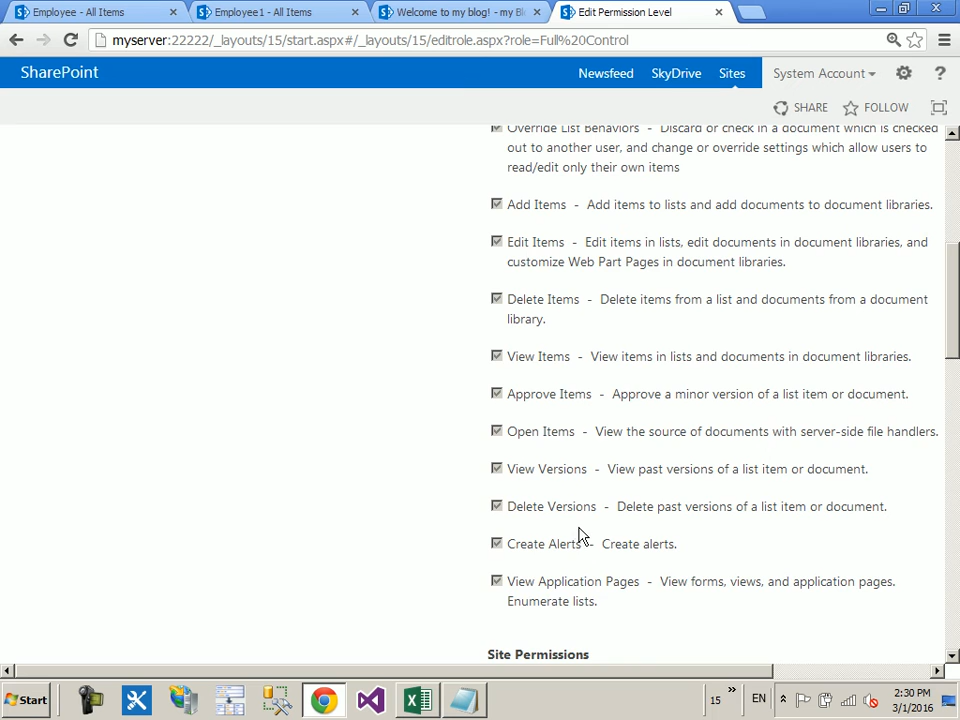 Employee - All Items
Employee1 - All Items
Welcome to my blog! - my Bl
Edit Permission Level
myserver:22222/_layouts/15/start.aspx#/_layouts/15/editrole.aspx?role=Full%20Control
SharePoint
Newsfeed SkyDrive Sites
System Account
SHARE FOLLOW
Override List Behaviors - Discard or check in a document which is checked
out to another user, and change or override settings which allow users to
read/edit only their own items
Add Items - Add items to lists and add documents to document libraries.
Edit Items - Edit items in lists, edit documents in document libraries, and
customize Web Part Pages in document libraries.
Delete Items - Delete items from a list and documents from a document
library.
View Items - View items in lists and documents in document libraries.
Approve Items - Approve a minor version of a list item or document.
Open Items - View the source of documents with server-side file handlers.
View Versions - View past versions of a list item or document.
Delete Versions - Delete past versions of a list item or document.
Create Alerts - Create alerts.
View Application Pages - View forms, views, and application pages.
Enumerate lists.
Site Permissions
Start
15
EN
2:30 PM
3/1/2016